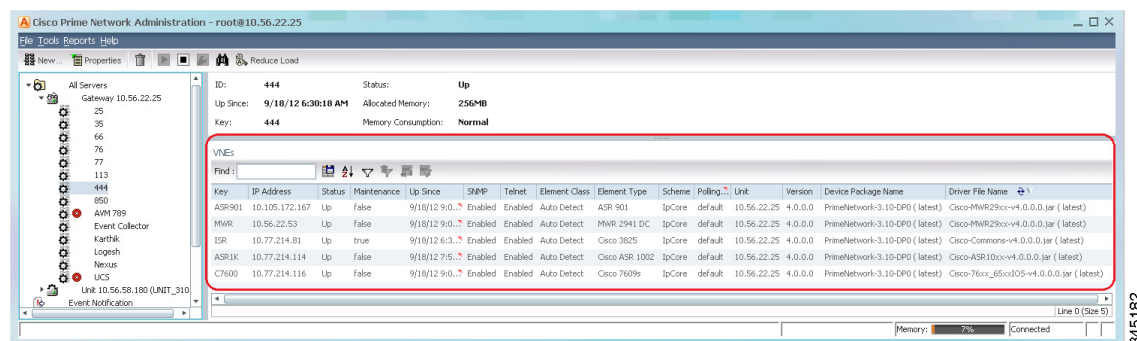 Cisco Prime Network Administration - root@10.56.22.25
File Tools Reports Help
New... Properties Reduce Load
All Servers
Gateway 10.56.22.25
25
35
66
76
77
113
444
850
AVM 789
Event Collector
Karthik
Logesh
Nexus
UCS
Unit 10.56.58.180 (UNIT_310
Event Notification
ID: 444 Status: Up
Up Since: 9/18/12 6:30:18 AM Allocated Memory: 256MB
Key: 444 Memory Consumption: Normal
VNEs
Find :
Key IP Address Status Maintenance Up Since SNMP Telnet Element Class Element Type Scheme Polling... Unit Version Device Package Name Driver File Name
ASR901 10.105.172.167 Up false 9/18/12 9:0... Enabled Enabled Auto Detect ASR 901 IpCore default 10.56.22.25 4.0.0.0 PrimeNetwork-3.10-DP0 ( latest) Cisco-MWR29xx-v4.0.0.0.jar ( latest)
MWR 10.56.22.53 Up false 9/18/12 9:0... Enabled Enabled Auto Detect MWR 2941 DC IpCore default 10.56.22.25 4.0.0.0 PrimeNetwork-3.10-DP0 ( latest) Cisco-MWR29xx-v4.0.0.0.jar ( latest)
ISR 10.77.214.81 Up true 9/18/12 6:3... Enabled Enabled Auto Detect Cisco 3825 IpCore default 10.56.22.25 4.0.0.0 PrimeNetwork-3.10-DP0 ( latest) Cisco-Commons-v4.0.0.0.jar ( latest)
ASR1K 10.77.214.114 Up false 9/18/12 7:5... Enabled Enabled Auto Detect Cisco ASR 1002 IpCore default 10.56.22.25 4.0.0.0 PrimeNetwork-3.10-DP0 ( latest) Cisco-ASR10xx-v4.0.0.0.jar ( latest)
C7600 10.77.214.116 Up false 9/18/12 9:0... Enabled Enabled Auto Detect Cisco 7609s IpCore default 10.56.22.25 4.0.0.0 PrimeNetwork-3.10-DP0 ( latest) Cisco-76xx_65xxIOS-v4.0.0.0.jar ( latest)
Line 0 (Size 5)
Memory: 7% Connected
345182